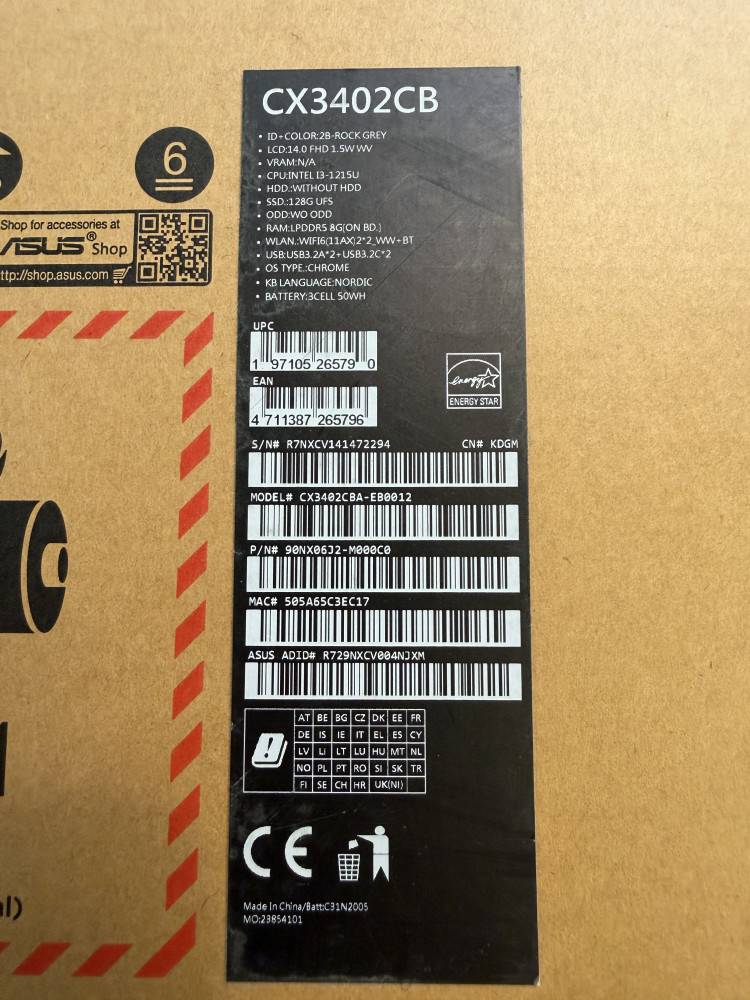 CX3402CB
• ID+COLOR:2B-ROCK GREY
• LCD:14.0 FHD 1.5W WV
• VRAM:N/A
• CPU:INTEL I3-1215U
• HDD.:WITHOUT HDD
• SSD.:128G UFS
• ODD:WO ODD
• RAM:LPDDR5 8G[ON BD.]
• WLAN.:WIFI6(11AX)2*2_WW+BT
• USB:USB3.2A*2+USB3.2C*2
• OS TYPE.:CHROME
• KB LANGUAGE:NORDIC
• BATTERY:3CELL 50WH
6
Shop for accessories at
ASUS® Shop
ttp://shop.asus.com
UPC
1 97105 26579 0
EAN
4 711387 265796
energy
ENERGY STAR
S/N# R7NXCV141472294 CN# KDGM
MODEL# CX3402CBA-EB0012
P/N# 90NX06J2-M000C0
MAC# 505A65C3EC17
ASUS ADID# R729NXCV004NJXM
AT BE BG CZ DK EE FR
DE IS IE IT EL ES CY
LV LI LT LU HU MT NL
NO PL PT RO SI SK TR
FI SE CH HR UK(NI)
CE
Made in China/Batt:C31N2005
MO:23854101